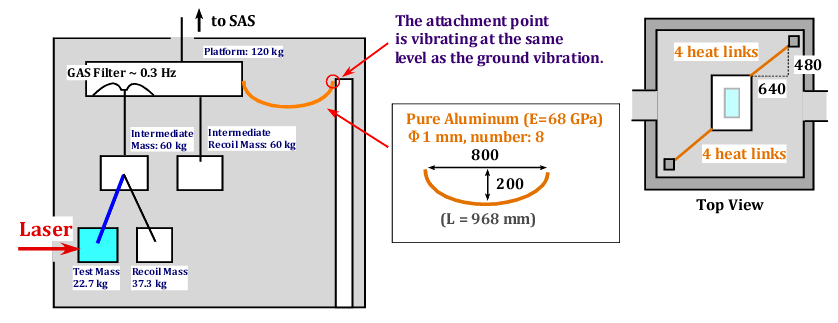 to SAS
Platform: 120 kg
GAS Filter ~ 0.3 Hz
Intermediate
Mass: 60 kg
Intermediate
Recoil Mass: 60 kg
Laser
Test Mass
22.7 kg
Recoil Mass
37.3 kg
The attachment point
is vibrating at the same
level as the ground vibration.
Pure Aluminum (E=68 GPa)
Φ1 mm, number: 8
800
200
(L = 968 mm)
4 heat links
480
640
4 heat links
Top View